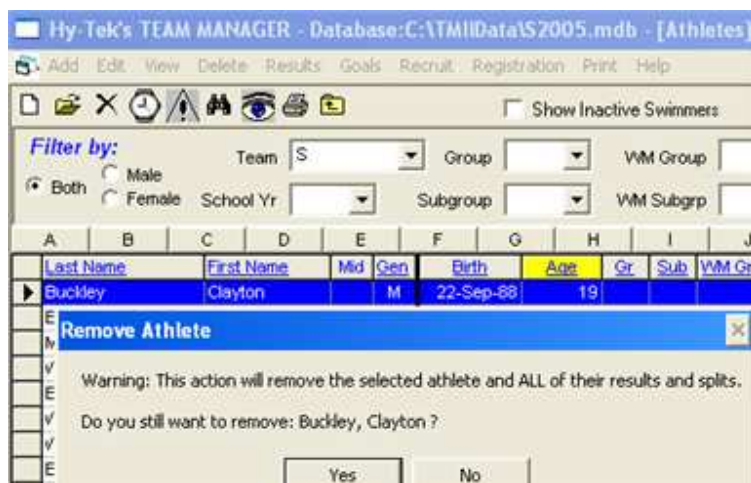 Hy-Tek's TEAM MANAGER - Database:C:\TMIIData\S2005.mdb - [Athletes]
Add Edit View Delete Results Goals Recruit Registration Print Help
Show Inactive Swimmers
Filter by:
Team S Group WM Group
Both Male
Female School Yr Subgroup WM Subgrp
A B C D E F G H I J
Last Name First Name Mid Gen Birth Age Gr Sub WM Gr
Buckley Clayton M 22-Sep-88 19
Remove Athlete
Warning: This action will remove the selected athlete and ALL of their results and splits.
Do you still want to remove: Buckley, Clayton ?
Yes No